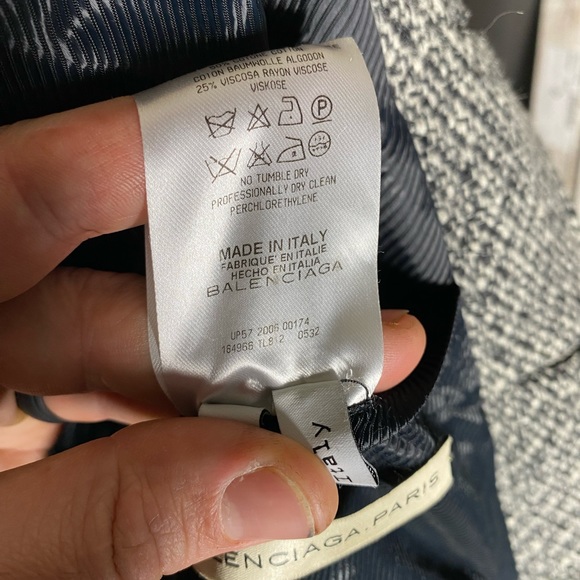 COTON BAUMWOLLE ALGODON
25% VISCOSA RAYON VISCOSE
VISKOSE
P
NO TUMBLE DRY
PROFESSIONALLY DRY CLEAN
PERCHLORETHYLENE
MADE IN ITALY
FABRIQUE' EN ITALIE
HECHO EN ITALIA
BALENCIAGA
UP57 2006 00174
184966 TL812 0532
ENCIAGA.PARIS